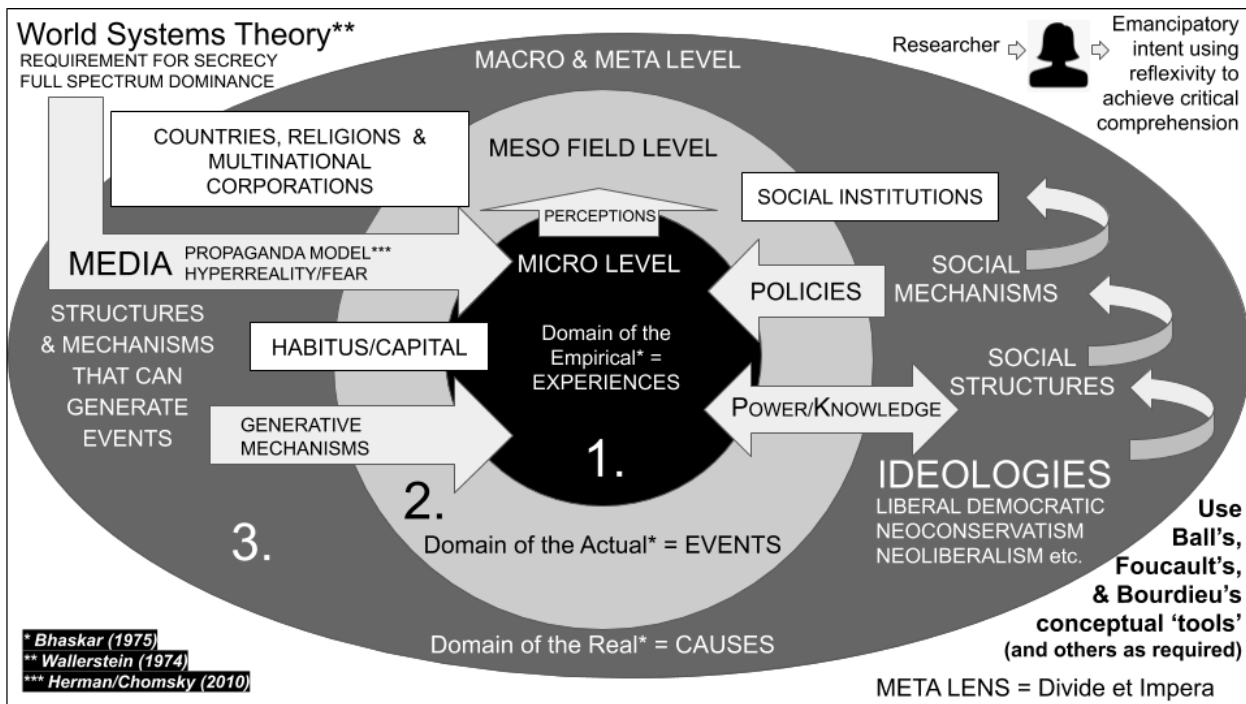 World Systems Theory**
REQUIREMENT FOR SECRECY
FULL SPECTRUM DOMINANCE
MACRO & META LEVEL
Researcher
Emancipatory
intent using
reflexivity to
achieve critical
comprehension
COUNTRIES, RELIGIONS &
MULTINATIONAL
CORPORATIONS
MESO FIELD LEVEL
SOCIAL INSTITUTIONS
PERCEPTIONS
MEDIA
PROPAGANDA MODEL***
HYPERREALITY/FEAR
MICRO LEVEL
SOCIAL
MECHANISMS
POLICIES
STRUCTURES
& MECHANISMS
THAT CAN
GENERATE
EVENTS
HABITUS/CAPITAL
Domain of the
Empirical* =
EXPERIENCES
SOCIAL
STRUCTURES
POWER/KNOWLEDGE
GENERATIVE
MECHANISMS
1.
2.
3.
IDEOLOGIES
LIBERAL DEMOCRATIC
NEOCONSERVATISM
NEOLIBERALISM etc.
Domain of the Actual* = EVENTS
Use
Ball's,
Foucault's,
& Bourdieu's
conceptual 'tools'
(and others as required)
Domain of the Real* = CAUSES
* Bhaskar (1975)
** Wallerstein (1974)
*** Herman/Chomsky (2010)
META LENS = Divide et Impera